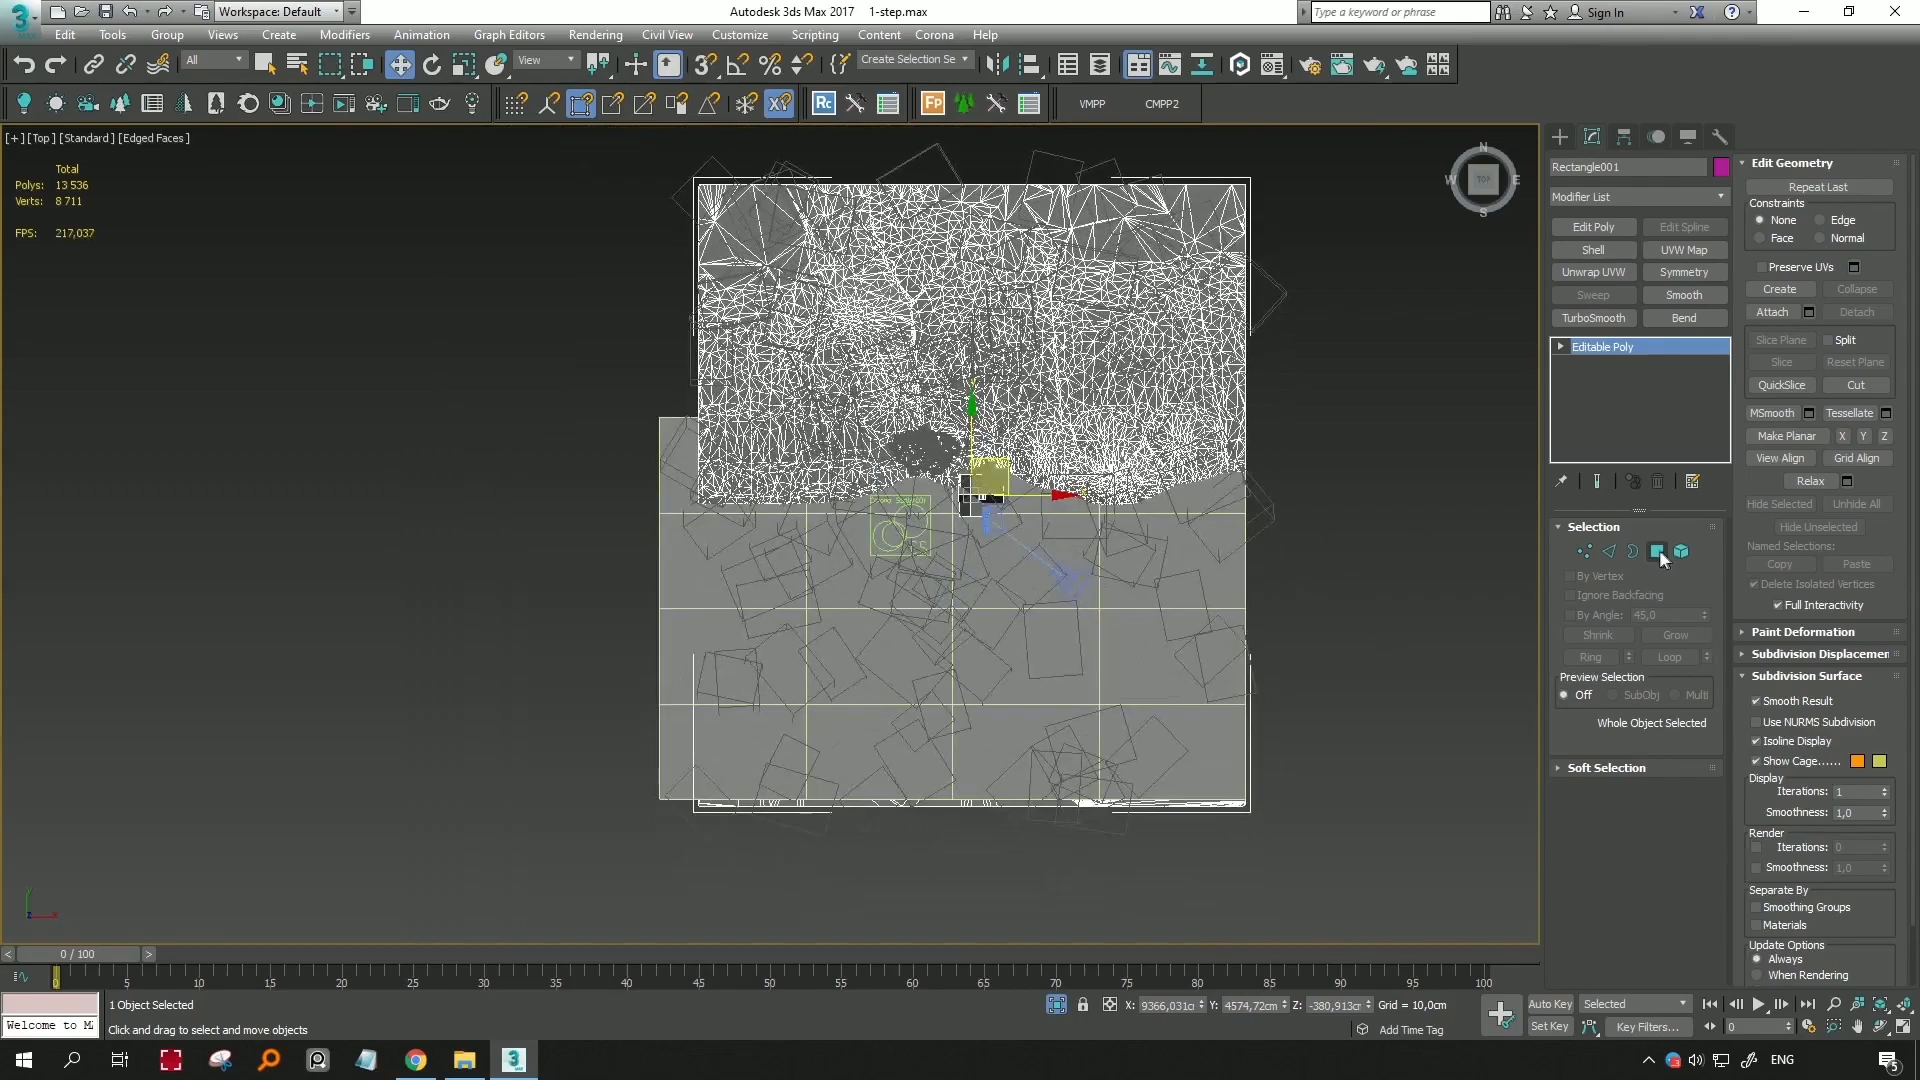 Workspace: Default
Autodesk 3ds Max 2017
1-step.max
Type a keyword or phrase
Sign In
Edit
Tools
Group
Views
Create
Modifiers
Animation
Graph Editors
Rendering
Civil View
Customize
Scripting
Content
Corona
Help
All
View
Create Selection Se
VMPP
CMPP2
[+] [Top ] [Standard ] [Edged Faces ]
Total
Polys: 13 536
Verts: 8 711
FPS: 217,037
N
W
TOP
E
S
Rectangle001
Modifier List
Edit Poly
Edit Spline
Shell
UVW Map
Unwrap UVW
Symmetry
Sweep
Smooth
TurboSmooth
Bend
Editable Poly
Selection
By Vertex
Ignore Backfacing
By Angle: 45,0
Shrink
Grow
Ring
Loop
Preview Selection
Off
SubObj
Multi
Whole Object Selected
Soft Selection
Edit Geometry
Repeat Last
Constraints
None
Edge
Face
Normal
Preserve UVs
Create
Collapse
Attach
Detach
Slice Plane
Split
Slice
Reset Plane
QuickSlice
Cut
MSmooth
Tessellate
Make Planar
X
Y
Z
View Align
Grid Align
Relax
Hide Selected
Unhide All
Hide Unselected
Named Selections:
Copy
Paste
Delete Isolated Vertices
Full Interactivity
Paint Deformation
Subdivision Displacemen
Subdivision Surface
Smooth Result
Use NURMS Subdivision
Isoline Display
Show Cage......
Display
Iterations: 1
Smoothness: 1,0
Render
Iterations: 0
Smoothness: 1,0
Separate By
Smoothing Groups
Materials
Update Options
Always
When Rendering
0 / 100
0
5
10
15
20
25
30
35
40
45
50
55
60
65
70
75
80
85
90
95
100
Welcome to M
1 Object Selected
Click and drag to select and move objects
X: 9366,031cr
Y: 4574,72cm
Z: -380,913cr
Grid = 10,0cm
Add Time Tag
Auto Key
Selected
Set Key
Key Filters...
0
ENG
5